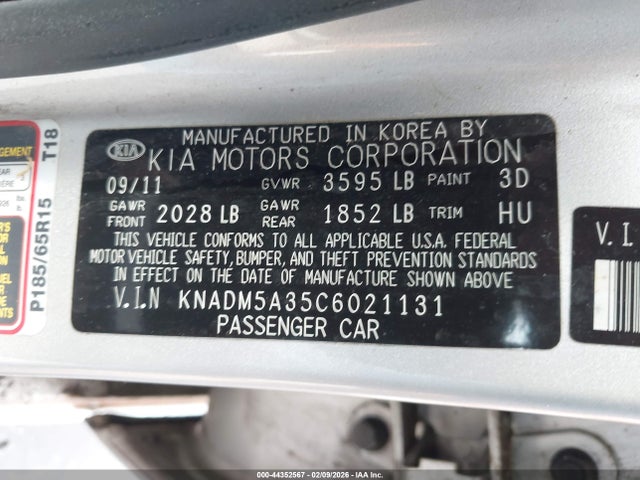 MANUFACTURED IN KOREA BY
KIA KIA MOTORS CORPORATION
09/11 GVWR 3595 LB PAINT 3D
GAWR FRONT 2028 LB GAWR REAR 1852 LB TRIM HU
THIS VEHICLE CONFORMS TO ALL APPLICABLE U.S.A. FEDERAL
MOTOR VEHICLE SAFETY, BUMPER, AND THEFT PREVENTION STANDARDS
IN EFFECT ON THE DATE OF MANUFACTURE SHOWN ABOVE
V.I.N KNADM5A35C6021131
PASSENGER CAR
T18
P185/65R15
V.I
000-44352567 - 02/09/2026 - IAA Corp.